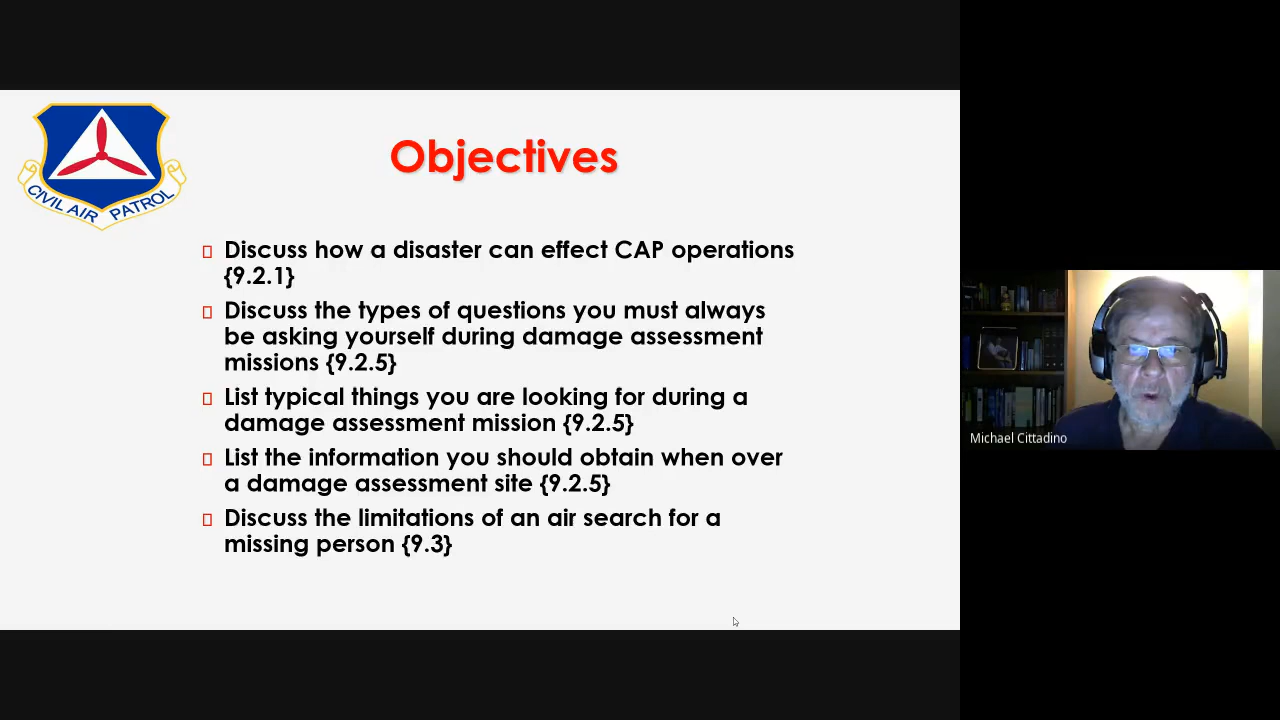 CIVIL AIR PATROL
Objectives
Discuss how a disaster can effect CAP operations
{9.2.1}
Discuss the types of questions you must always
be asking yourself during damage assessment
missions {9.2.5}
List typical things you are looking for during a
damage assessment mission {9.2.5}
List the information you should obtain when over
a damage assessment site {9.2.5}
Discuss the limitations of an air search for a
missing person {9.3}
Michael Cittadino